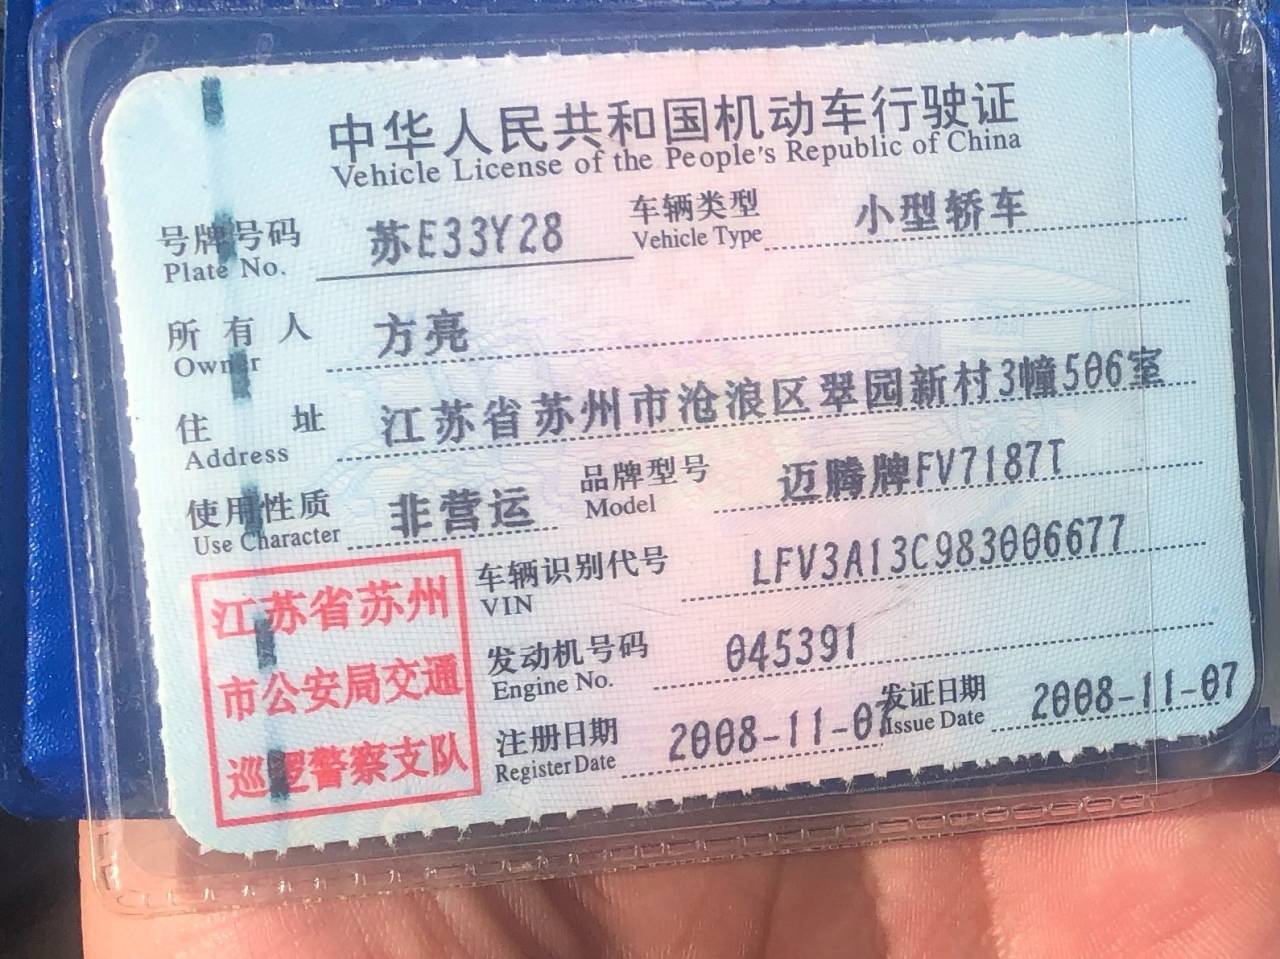 中华人民共和国机动车行驶证
Vehicle License of the People's Republic of China
号牌号码 苏E33Y28 车辆类型 小型轿车
Plate No. Vehicle Type
所有人 方亮
Owner
住址 江苏省苏州市沧浪区翠园新村3幢506室
Address
使用性质 非营运 品牌型号 迈腾牌FV7187T
Use Character Model
车辆识别代号 LFV3A13C983006677
VIN
发动机号码 045391
Engine No.
注册日期 2008-11-07 发证日期 2008-11-07
Register Date Issue Date
江苏省苏州
市公安局交通
巡逻警察支队